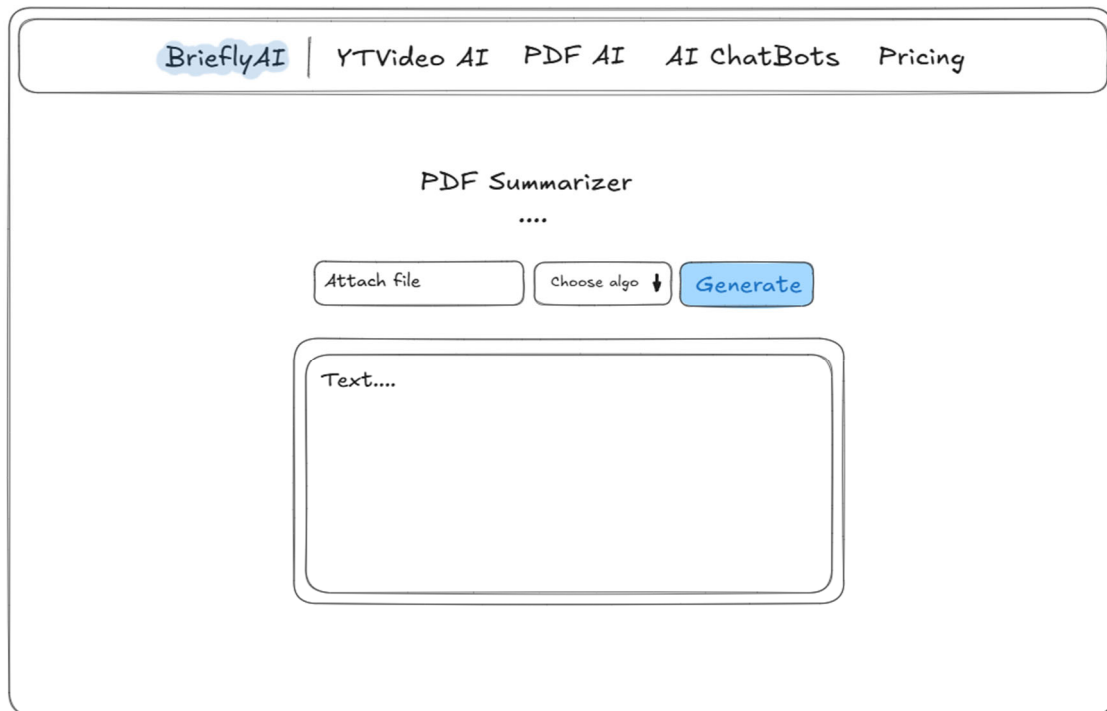 BrieflyAI | YTVideo AI PDF AI AI ChatBots Pricing
PDF Summarizer
....
Attach file Choose algo Generate
Text....